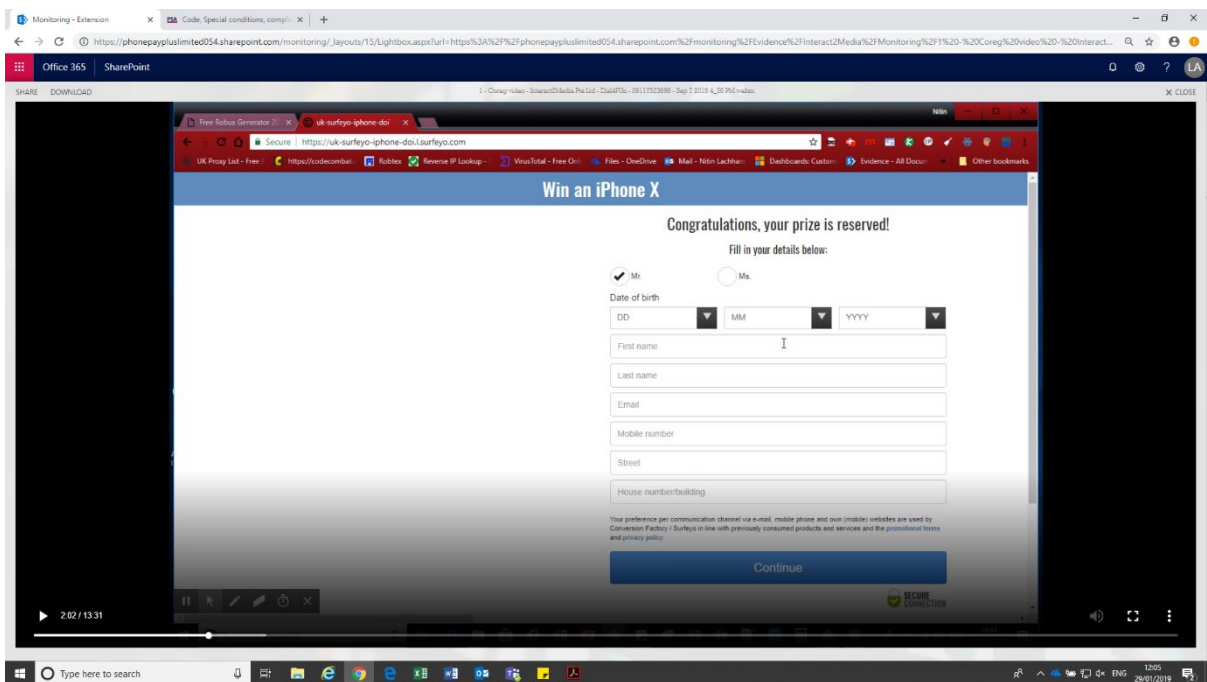 Monitoring - Extension
PSA Code, Special conditions, compli
https://phonepaypluslimited054.sharepoint.com/monitoring/_layouts/15/Lightbox.aspx?url=https%3A%2F%2Fphonepaypluslimited054.sharepoint.com%2Fmonitoring%2FEvidence%2FInteract2Media%2FMonitoring%2F1%20-%20Coreg%20video%20-%20Interact...
Office 365 SharePoint
? LA
SHARE DOWNLOAD
CLOSE
Nitin
Free Robux Generator 20
uk-surfeyo-iphone-doi
Secure https://uk-surfeyo-iphone-doi.l.surfeyo.com
UK Proxy List - Free
https://codecombat.
Robtex
Reverse IP Lookup -
VirusTotal - Free Onli
Files - OneDrive
Mail - Nitin Lachhani
Dashboards: Custom
Evidence - All Docum
Other bookmarks
Win an iPhone X
Congratulations, your prize is reserved!
Fill in your details below:
Mr. Ms.
Date of birth
DD MM YYYY
First name
Last name
Email
Mobile number
Street
House number/building
Your preference per communication channel via e-mail, mobile phone and own (mobile) websites are used by
Conversion Factory / Surfeyo in line with previously consumed products and services and the promotional terms
and privacy policy.
Continue
SECURE
CONNECTION
2:02 / 13:31
Type here to search
ENG
12:05
29/01/2019